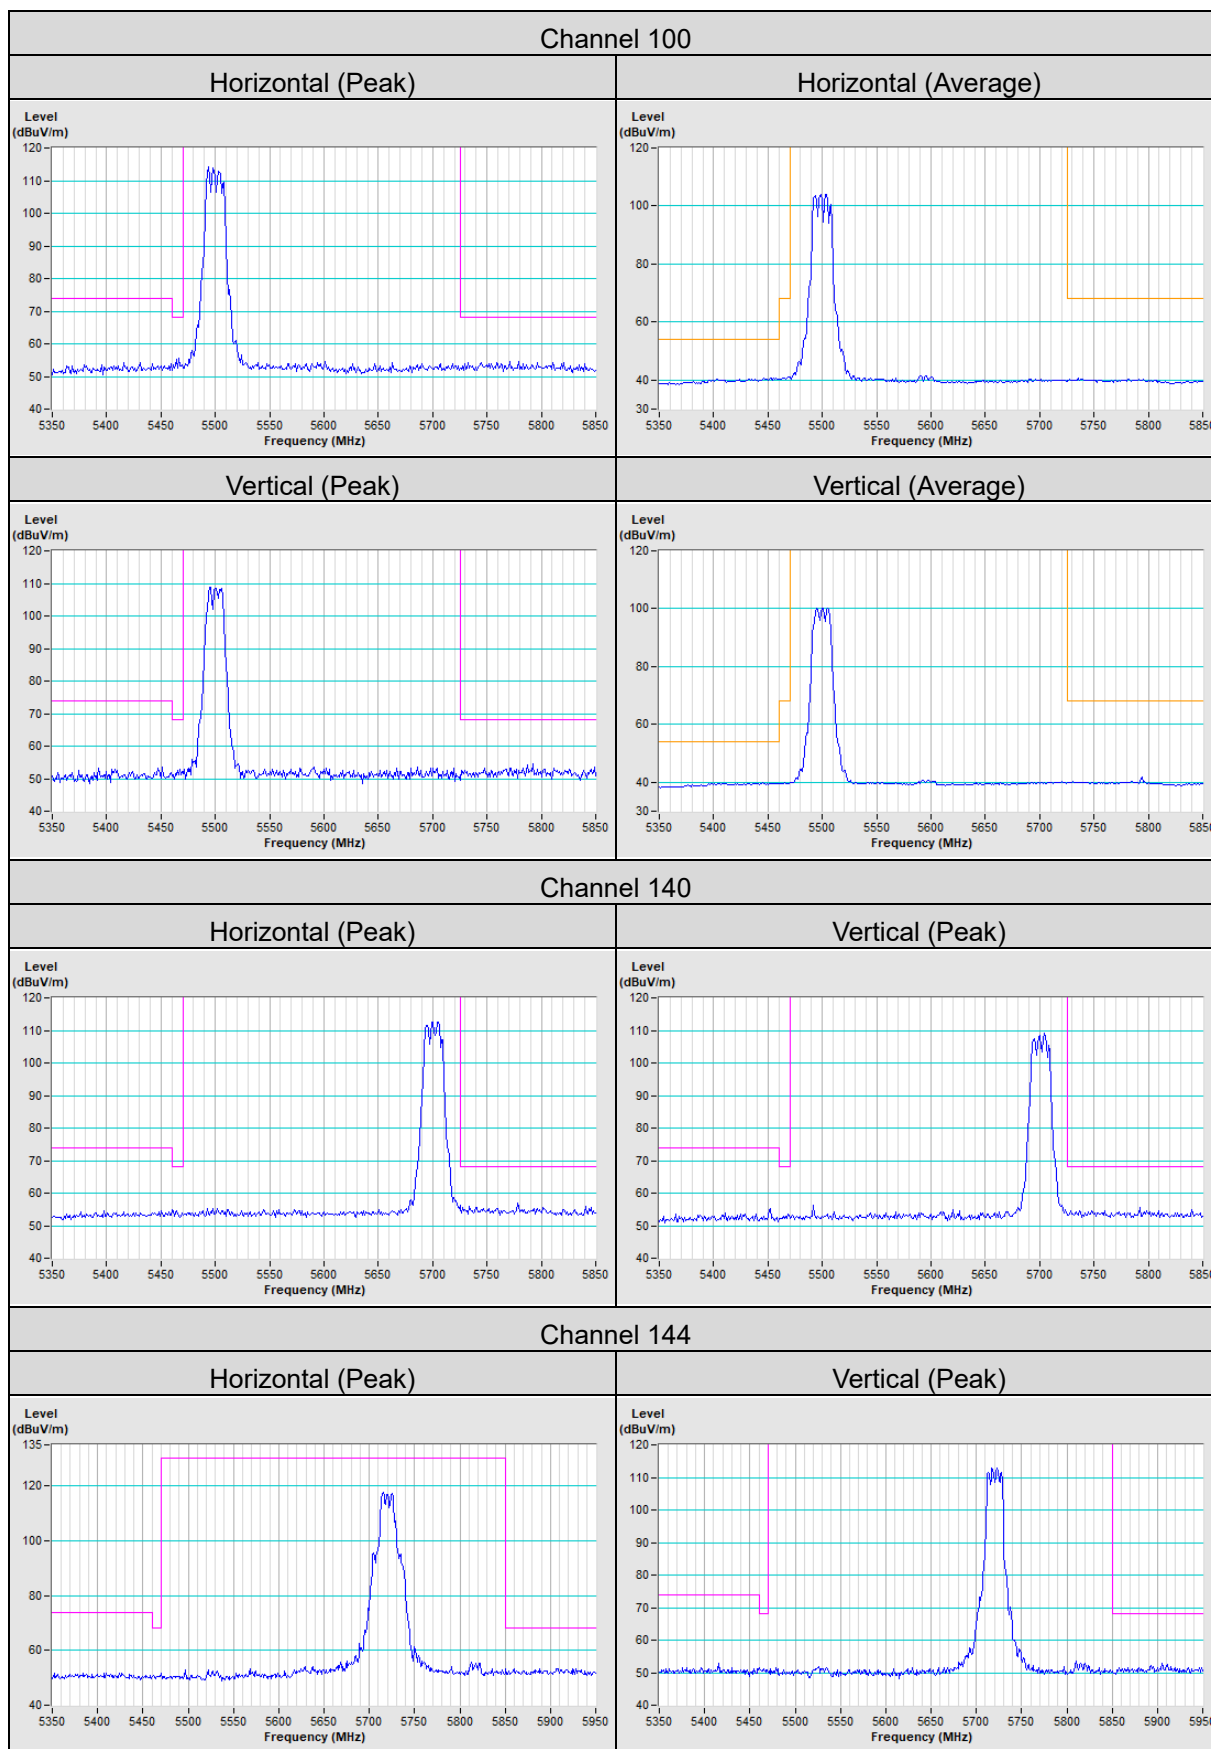 Channel 100
Horizontal (Peak) Horizontal (Average)
Level
(dBuV/m)
120
110
100
90
80
70
60
50
40
5350 5400 5450 5500 5550 5600 5650 5700 5750 5800 5850
Frequency (MHz)
Level
(dBuV/m)
120
100
80
60
40
30
5350 5400 5450 5500 5550 5600 5650 5700 5750 5800 5850
Frequency (MHz)
Vertical (Peak) Vertical (Average)
Level
(dBuV/m)
120
110
100
90
80
70
60
50
40
5350 5400 5450 5500 5550 5600 5650 5700 5750 5800 5850
Frequency (MHz)
Level
(dBuV/m)
120
100
80
60
40
30
5350 5400 5450 5500 5550 5600 5650 5700 5750 5800 5850
Frequency (MHz)
Channel 140
Horizontal (Peak) Vertical (Peak)
Level
(dBuV/m)
120
110
100
90
80
70
60
50
40
5350 5400 5450 5500 5550 5600 5650 5700 5750 5800 5850
Frequency (MHz)
Level
(dBuV/m)
120
110
100
90
80
70
60
50
40
5350 5400 5450 5500 5550 5600 5650 5700 5750 5800 5850
Frequency (MHz)
Channel 144
Horizontal (Peak) Vertical (Peak)
Level
(dBuV/m)
135
120
100
80
60
40
5350 5400 5450 5500 5550 5600 5650 5700 5750 5800 5850 5900 5950
Frequency (MHz)
Level
(dBuV/m)
120
110
100
90
80
70
60
50
40
5350 5400 5450 5500 5550 5600 5650 5700 5750 5800 5850 5900 5950
Frequency (MHz)